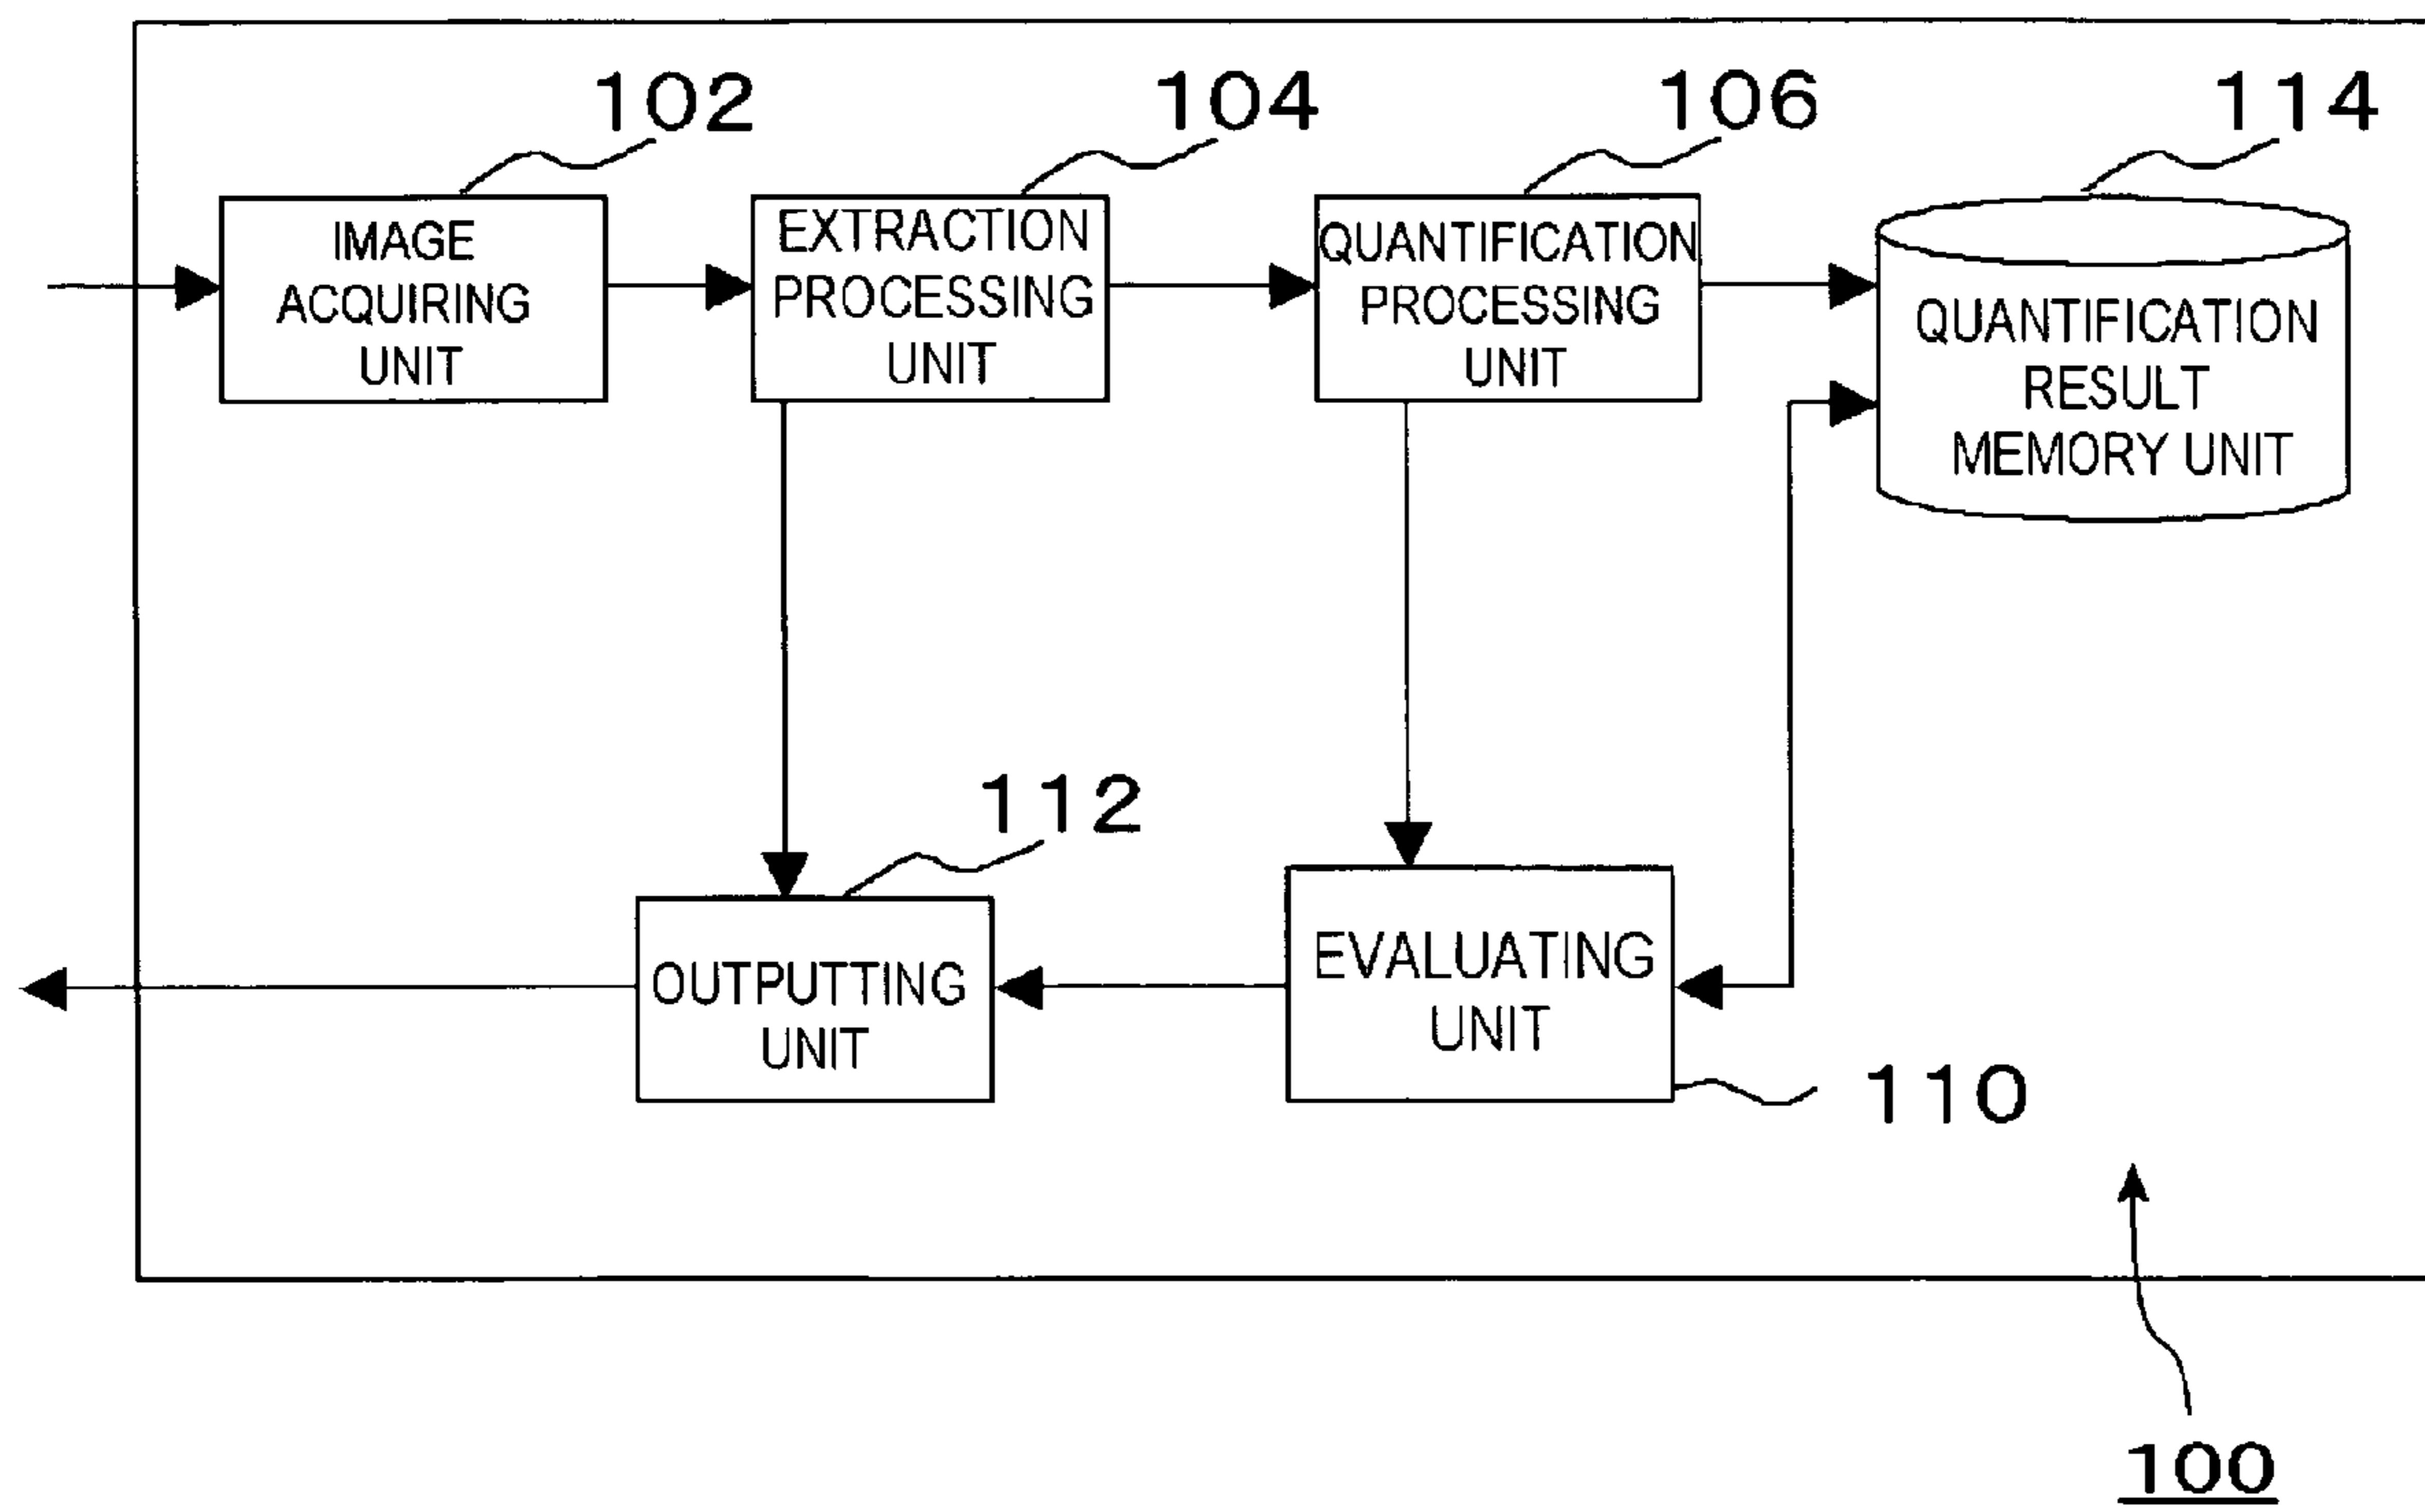 102
104
106
114
IMAGE
ACQUIRING
UNIT
EXTRACTION
PROCESSING
UNIT
QUANTIFICATION
PROCESSING
UNIT
QUANTIFICATION
RESULT
MEMORY UNIT
112
OUTPUTTING
UNIT
EVALUATING
UNIT
110
100